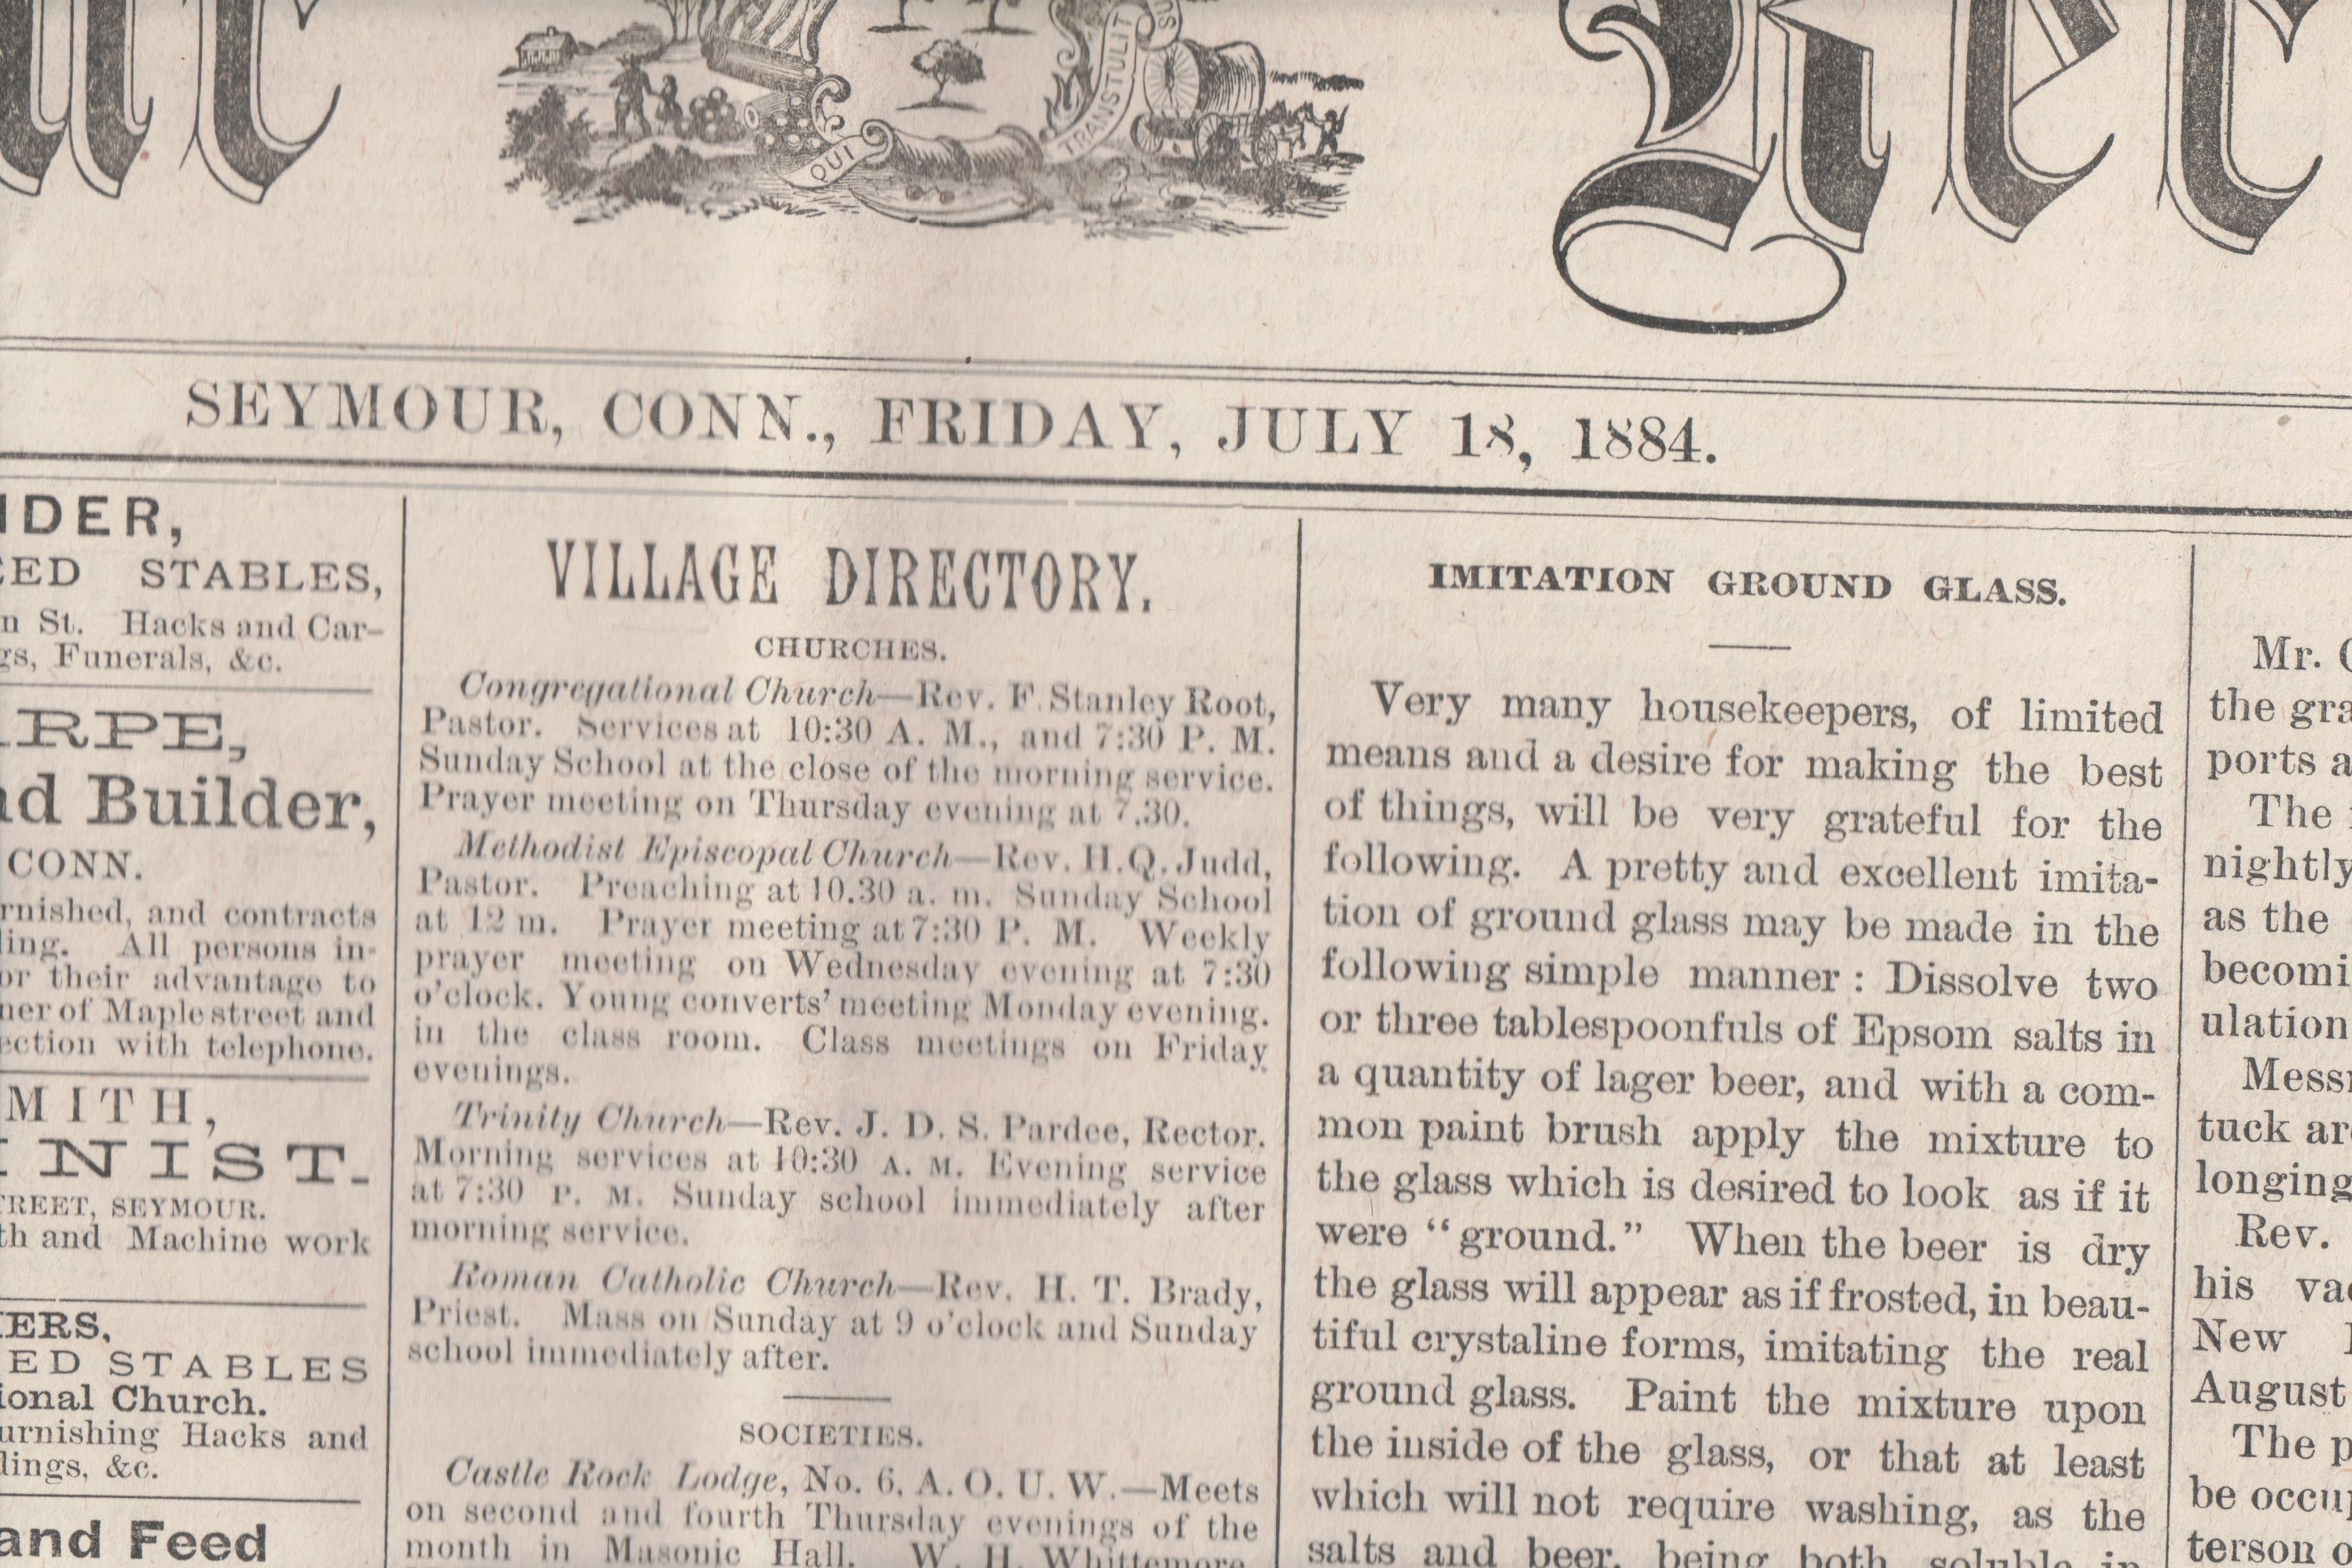 QUI
TRANSTULIT
SUS
SEYMOUR, CONN., FRIDAY, JULY 18, 1884.
STABLES,
n St. Hacks and Car-
gs, Funerals, &c.
Builder,
CONN.
rnished, and contracts
ling. All persons in-
or their advantage to
ner of Maple street and
ection with telephone.
MITH,
NIST.
TREET, SEYMOUR.
th and Machine work
ERS,
ED STABLES
ional Church.
urnishing Hacks and
dings, &c.
and Feed
VILLAGE DIRECTORY.
CHURCHES.
Congregational Church—Rev. F. Stanley Root,
Pastor. Services at 10:30 A. M., and 7:30 P. M.
Sunday School at the close of the morning service.
Prayer meeting on Thursday evening at 7.30.
Methodist Episcopal Church—Rev. H. Q. Judd,
Pastor. Preaching at 10.30 a. m. Sunday School
at 12 m. Prayer meeting at 7:30 P. M. Weekly
prayer meeting on Wednesday evening at 7:30
o'clock. Young converts' meeting Monday evening.
in the class room. Class meetings on Friday
evenings.
Trinity Church—Rev. J. D. S. Pardee, Rector.
Morning services at 10:30 A. M. Evening service
at 7:30 P. M. Sunday school immediately after
morning service.
Roman Catholic Church—Rev. H. T. Brady,
Priest. Mass on Sunday at 9 o'clock and Sunday
school immediately after.
SOCIETIES.
Castle Rock Lodge, No. 6, A. O. U. W.—Meets
on second and fourth Thursday evenings of the
month in Masonic Hall. W. H. Whittemore,
IMITATION GROUND GLASS.
Very many housekeepers, of limited
means and a desire for making the best
of things, will be very grateful for the
following. A pretty and excellent imita-
tion of ground glass may be made in the
following simple manner : Dissolve two
or three tablespoonfuls of Epsom salts in
a quantity of lager beer, and with a com-
mon paint brush apply the mixture to
the glass which is desired to look as if it
were "ground." When the beer is dry
the glass will appear as if frosted, in beau-
tiful crystaline forms, imitating the real
ground glass. Paint the mixture upon
the inside of the glass, or that at least
which will not require washing, as the
salts and beer, being both soluble in
Mr.
the gra
ports a
The
nightly
as the
becomi
ulation
Mess
tuck ar
longing
Rev.
his va
New
August
The p
be occu
terson